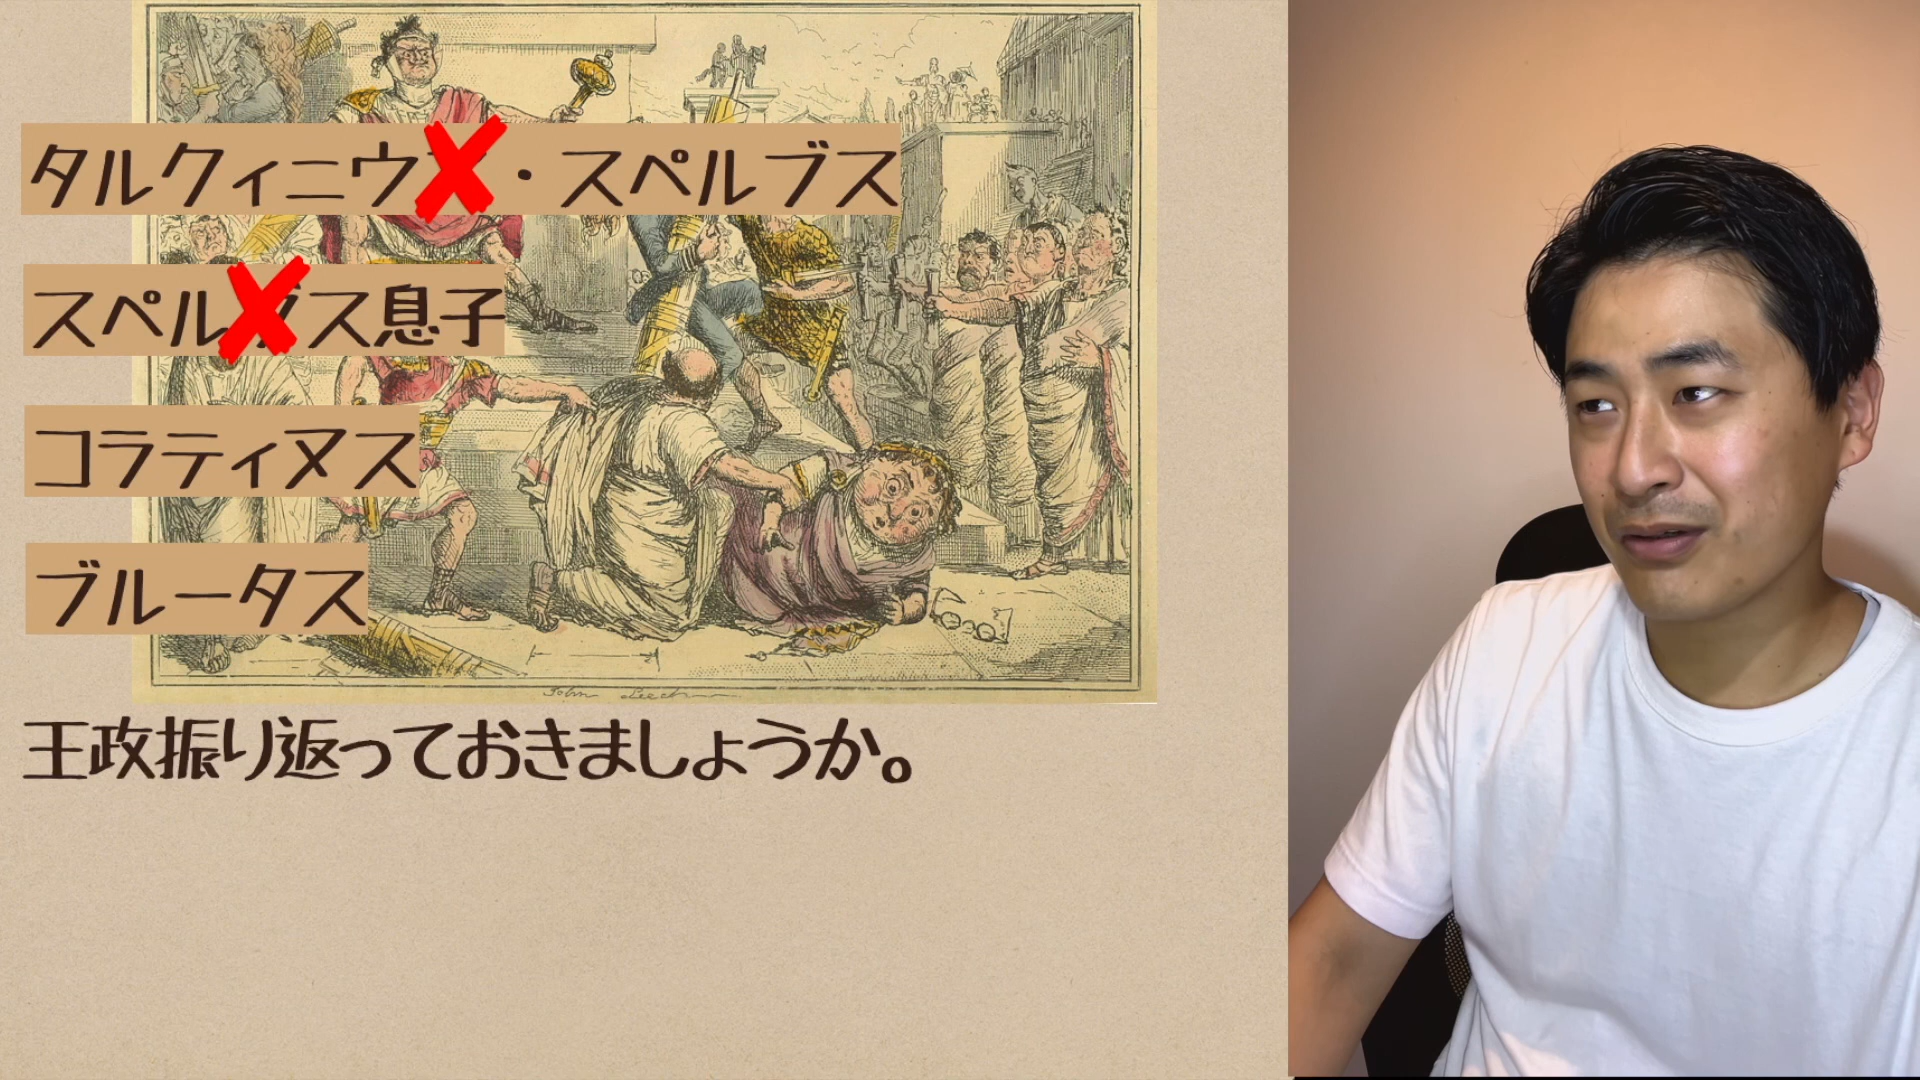 タルクィニウ・スペルブス
スペルス息子
コラティヌス
ブルータス
John Leech
王政振り返っておきましょうか。